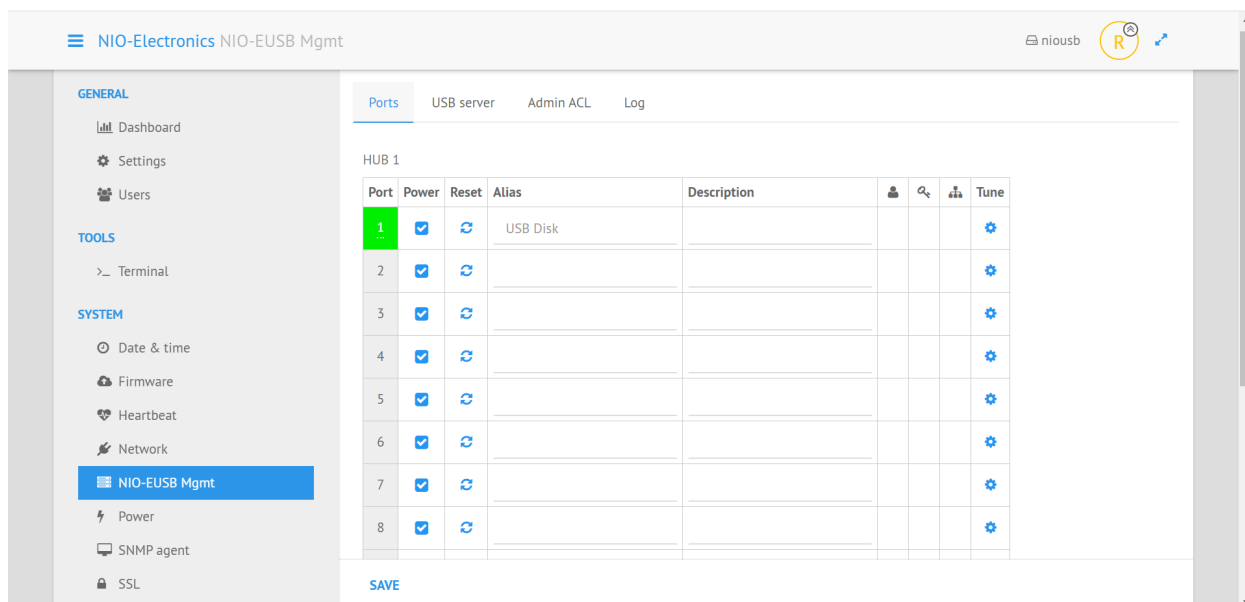 NIO-Electronics NIO-EUSB Mgmt
niousb
R
GENERAL
Dashboard
Settings
Users
TOOLS
>_ Terminal
SYSTEM
Date & time
Firmware
Heartbeat
Network
NIO-EUSB Mgmt
Power
SNMP agent
SSL
Ports USB server Admin ACL Log
HUB 1
Port Power Reset Alias Description Tune
1 USB Disk
2
3
4
5
6
7
8
SAVE